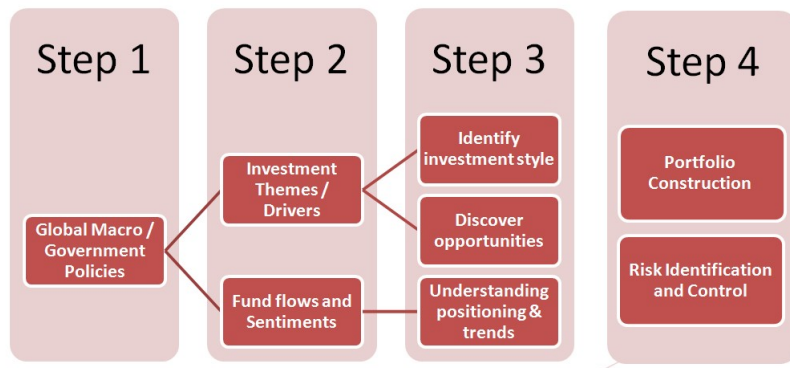 Step 1
Step 2
Step 3
Step 4
Global Macro /
Government
Policies
Investment
Themes /
Drivers
Fund flows and
Sentiments
Identify
investment style
Discover
opportunities
Understanding
positioning &
trends
Portfolio
Construction
Risk Identification
and Control